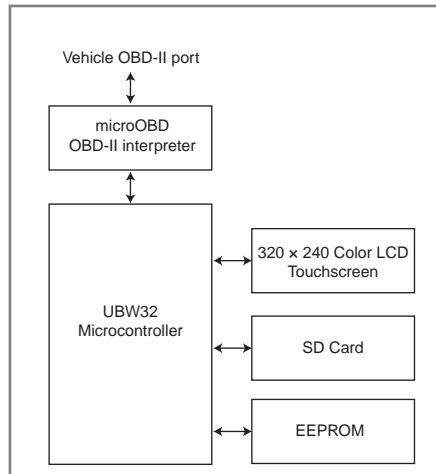 Vehicle OBD-II port
microOBD
OBD-II interpreter
UBW32
Microcontroller
320 × 240 Color LCD
Touchscreen
SD Card
EEPROM